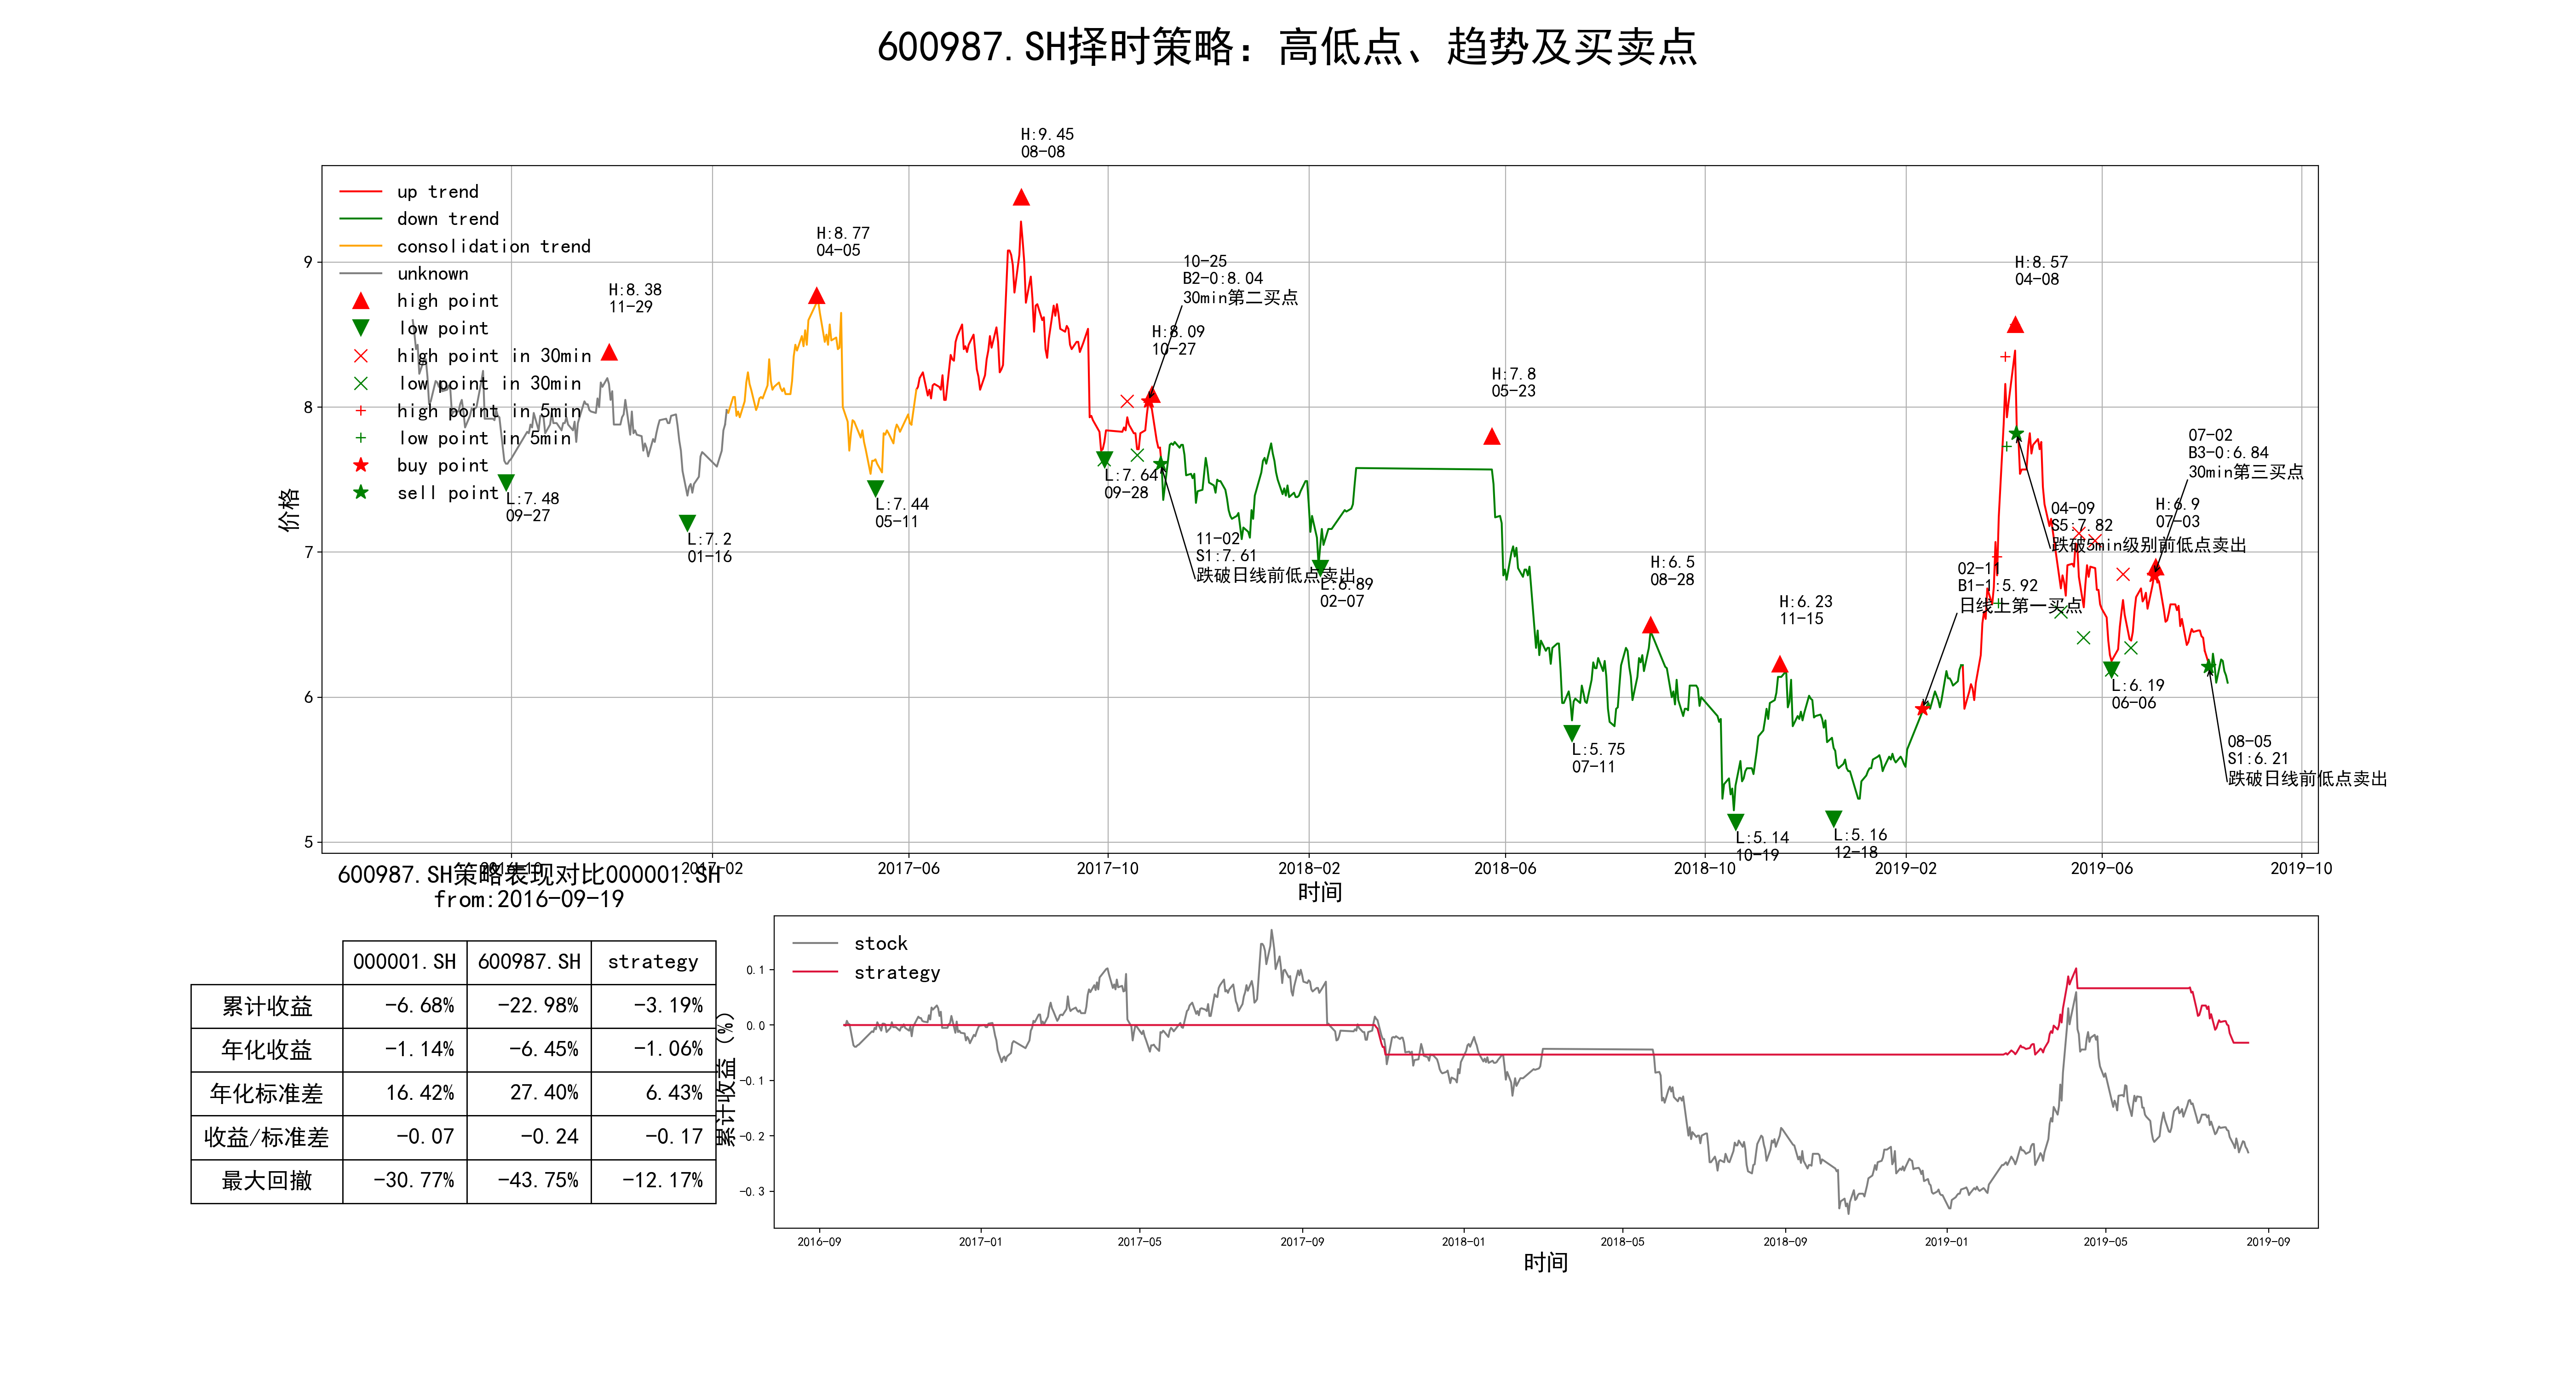 600987.SH择时策略：高低点、趋势及买卖点
H:9.45
08-08
up trend
down trend
consolidation trend
unknown
high point
low point
high point in 30min
low point in 30min
high point in 5min
low point in 5min
buy point
sell point
H:8.38
11-29
H:8.77
04-05
10-25
B2-0:8.04
30min第二买点
H:8.09
10-27
H:7.8
05-23
H:8.57
04-08
07-02
B3-0:6.84
30min第三买点
H:6.9
07-03
L:7.48
09-27
L:7.2
01-16
L:7.44
05-11
L:7.64
09-28
11-02
S1:7.61
跌破日线前低点卖出
L:6.89
02-07
H:6.5
08-28
H:6.23
11-15
04-09
S5:7.82
跌破5min级别前低点卖出
02-11
B1-1:5.92
日线上第一买点
L:6.19
06-06
L:5.75
07-11
08-05
S1:6.21
跌破日线前低点卖出
L:5.14
10-19
L:5.16
12-18
价格
9
8
7
6
5
2016-10
2017-02
2017-06
2017-10
2018-02
2018-06
2018-10
2019-02
2019-06
2019-10
时间
600987.SH策略表现对比000001.SH
from:2016-09-19
000001.SH 600987.SH strategy
累计收益 -6.68% -22.98% -3.19%
年化收益 -1.14% -6.45% -1.06%
年化标准差 16.42% 27.40% 6.43%
收益/标准差 -0.07 -0.24 -0.17
最大回撤 -30.77% -43.75% -12.17%
stock
strategy
累计收益（%）
0.1
0.0
-0.1
-0.2
-0.3
2016-09
2017-01
2017-05
2017-09
2018-01
2018-05
2018-09
2019-01
2019-05
2019-09
时间